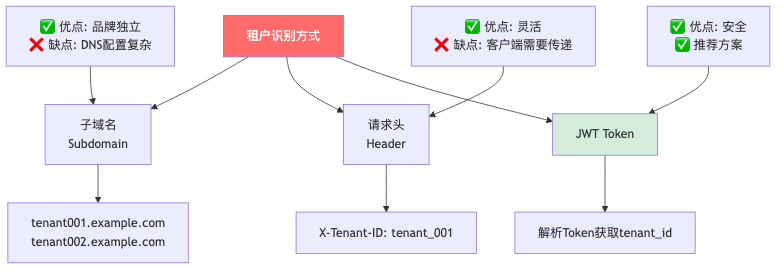 ✅ 优点: 品牌独立
❌ 缺点: DNS配置复杂
租户识别方式
✅ 优点: 灵活
❌ 缺点: 客户端需要传递
✅ 优点: 安全
✅ 推荐方案
子域名
Subdomain
请求头
Header
JWT Token
tenant001.example.com
tenant002.example.com
X-Tenant-ID: tenant_001
解析Token获取tenant_id